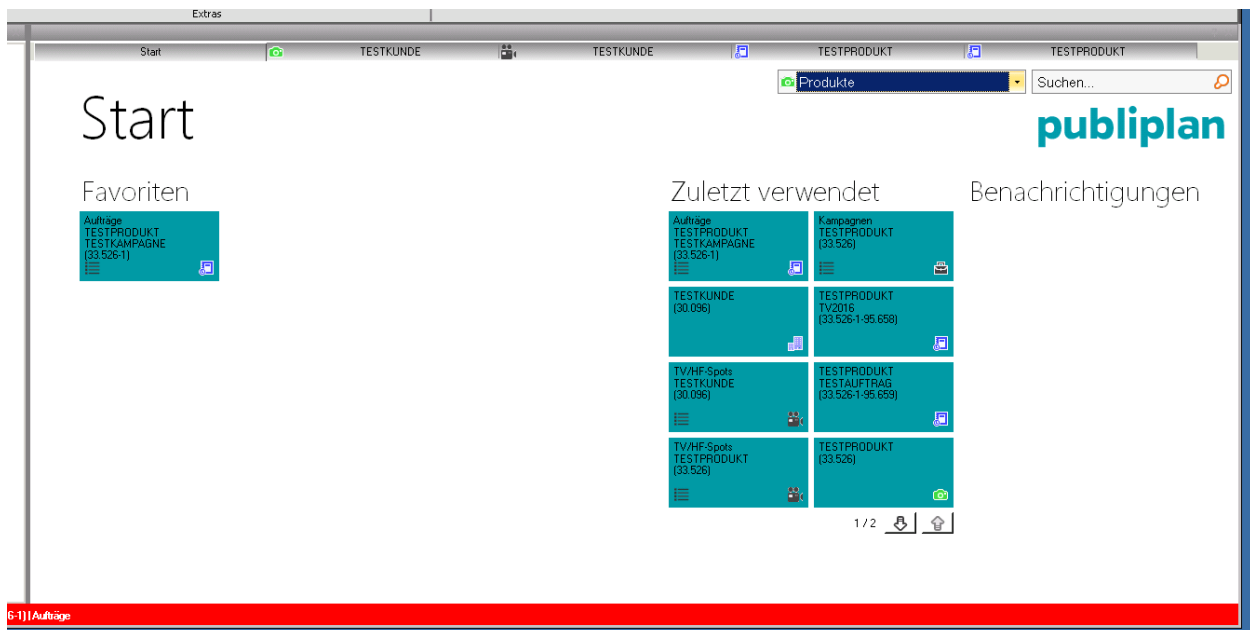 Extras
Start TESTKUNDE TESTKUNDE TESTPRODUKT TESTPRODUKT
Produkte Suchen...
Start
publiplan
Favoriten
Aufträge
TESTPRODUKT
TESTKAMPAGNE
(33.526-1)
Zuletzt verwendet
Aufträge
TESTPRODUKT
TESTKAMPAGNE
(33.526-1)
Kampagnen
TESTPRODUKT
(33.526)
TESTKUNDE
(30.096)
TESTPRODUKT
TV2016
(33.526-1-95.658)
TV/HF-Spots
TESTKUNDE
(30.096)
TESTPRODUKT
TESTAUFTRAG
(33.526-1-95.659)
TV/HF-Spots
TESTPRODUKT
(33.526)
TESTPRODUKT
(33.526)
1/2
Benachrichtigungen
6-1) | Aufträge